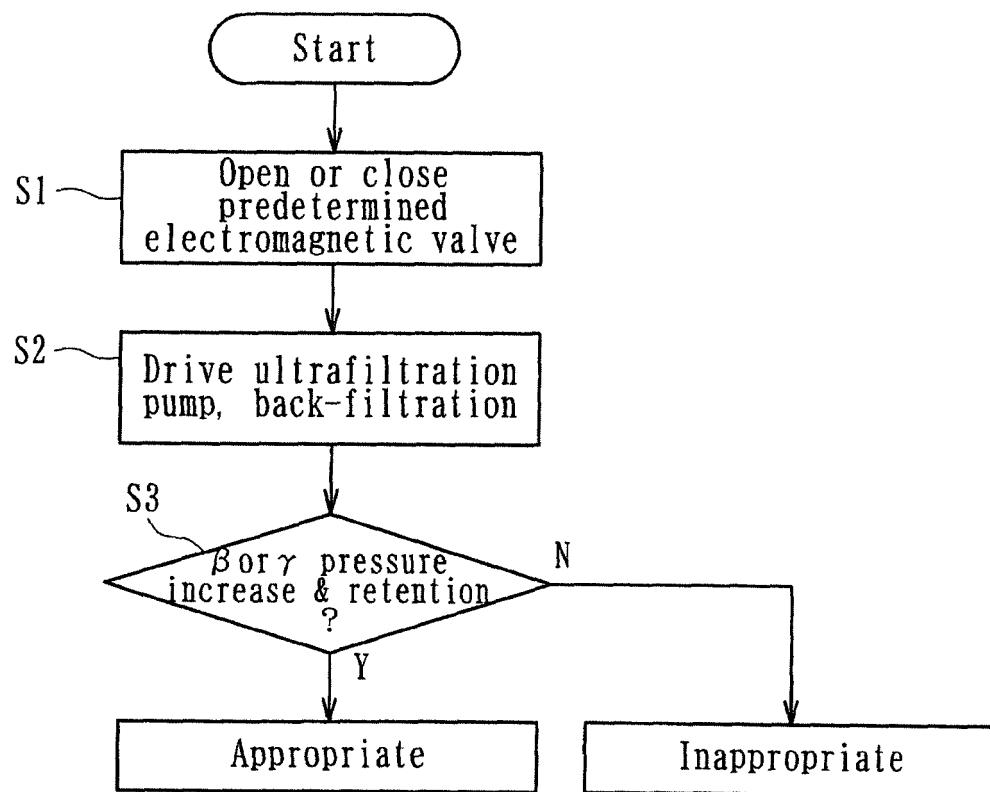 Start
S1
Open or close
predetermined
electromagnetic valve
S2
Drive ultrafiltration
pump, back-filtration
S3
β or γ pressure
increase & retention
?
N
Y
Appropriate
Inappropriate